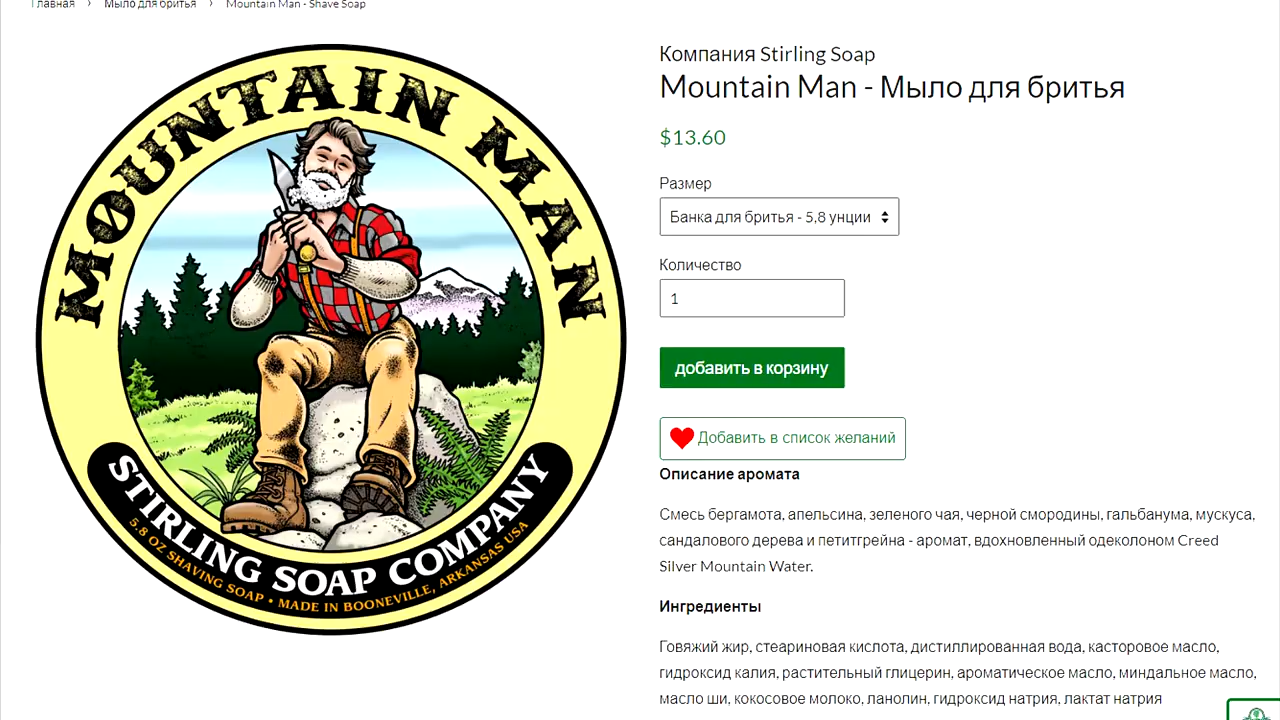 Главная › Мыло для бритья › Mountain Man - Shave Soap
MOUNTAIN MAN
STIRLING SOAP COMPANY
5.8 OZ SHAVING SOAP • MADE IN BOONEVILLE, ARKANSAS USA
Компания Stirling Soap
Mountain Man - Мыло для бритья
$13.60
Размер
Банка для бритья - 5,8 унции
Количество
1
добавить в корзину
Добавить в список желаний
Описание аромата
Смесь бергамота, апельсина, зеленого чая, черной смородины, гальбанума, мускуса,
сандалового дерева и петитгрейна - аромат, вдохновленный одеколоном Creed
Silver Mountain Water.
Ингредиенты
Говяжий жир, стеариновая кислота, дистиллированная вода, касторовое масло,
гидроксид калия, растительный глицерин, ароматическое масло, миндальное масло,
масло ши, кокосовое молоко, ланолин, гидроксид натрия, лактат натрия